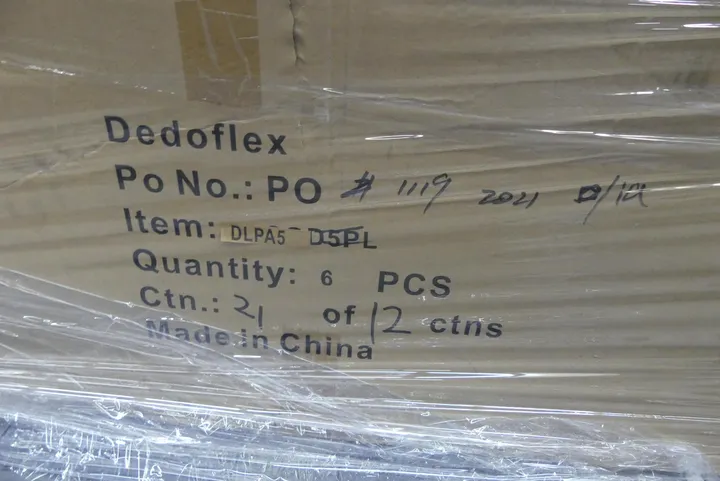 Dedoflex
Po No.: PO # 1119 2021
Item: DLPA5 D5PL
Quantity: 6 PCS
Ctn.: 21 of 12 ctns
Made in China